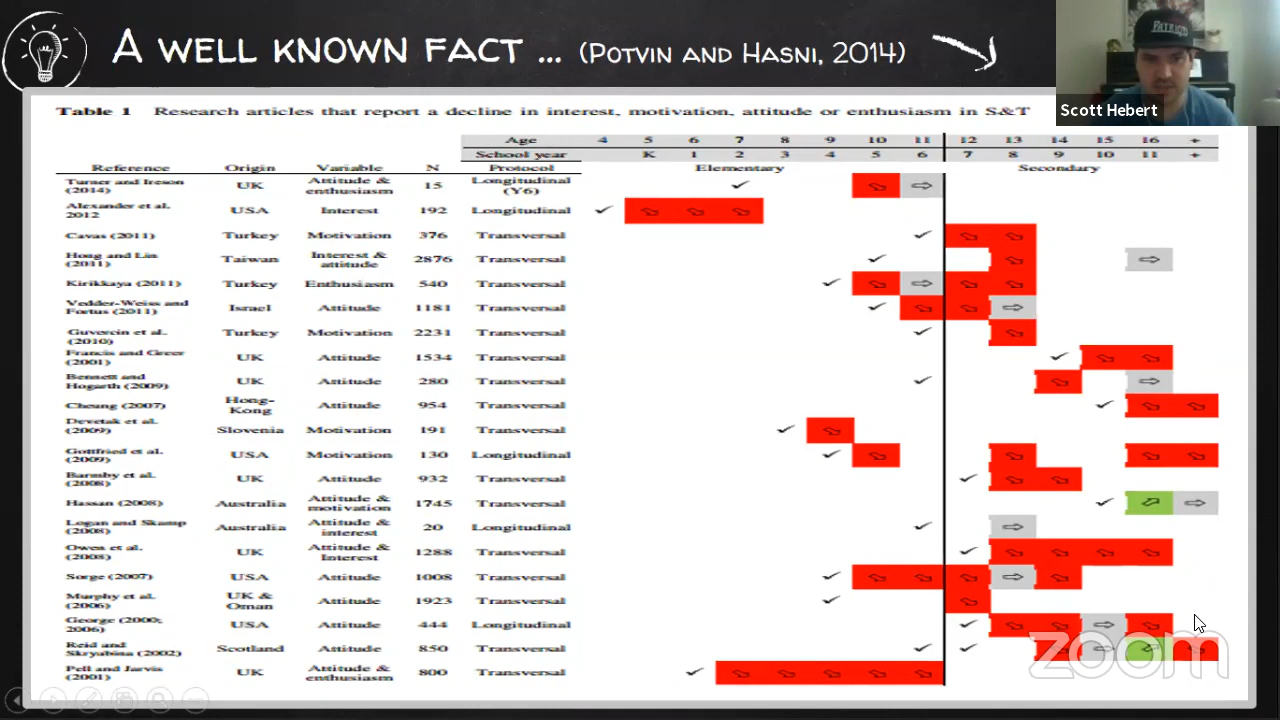 A WELL KNOWN FACT ... (POTVIN AND HASNI, 2014)
PATRIOTS
Scott Hebert
Table 1 Research articles that report a decline in interest, motivation, attitude or enthusiasm in S&T
Age 4 5 6 7 8 9 10 11 12 13 14 15 16 +
School year K 1 2 3 4 5 6 7 8 9 10 11 +
Reference Origin Variable N Protocol Elementary Secondary
Turner and Ireson (2014) UK Attitude & enthusiasm 15 Longitudinal (Y6)
Alexander et al. 2012 USA Interest 192 Longitudinal
Cavas (2011) Turkey Motivation 376 Transversal
Hong and Lin (2011) Taiwan Interest & attitude 2876 Transversal
Kirikkaya (2011) Turkey Enthusiasm 540 Transversal
Vedder-Weiss and Fortus (2011) Israel Attitude 1181 Transversal
Guvercin et al. (2010) Turkey Motivation 2231 Transversal
Francis and Greer (2001) UK Attitude 1534 Transversal
Bennett and Hogarth (2009) UK Attitude 280 Transversal
Cheung (2007) Hong-Kong Attitude 954 Transversal
Devetak et al. (2009) Slovenia Motivation 191 Transversal
Gottfried et al. (2009) USA Motivation 130 Longitudinal
Barmby et al. (2008) UK Attitude 932 Transversal
Hassan (2008) Australia Attitude & motivation 1745 Transversal
Logan and Skamp (2008) Australia Attitude & interest 20 Longitudinal
Owen et al. (2008) UK Attitude & Interest 1288 Transversal
Sorge (2007) USA Attitude 1008 Transversal
Murphy et al. (2006) UK & Oman Attitude 1923 Transversal
George (2000; 2006) USA Attitude 444 Longitudinal
Reid and Skryabina (2002) Scotland Attitude 850 Transversal
Pell and Jarvis (2001) UK Attitude & enthusiasm 800 Transversal
zoom